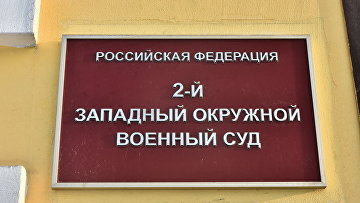 РОССИЙСКАЯ ФЕДЕРАЦИЯ
2-Й
ЗАПАДНЫЙ ОКРУЖНОЙ
ВОЕННЫЙ СУД